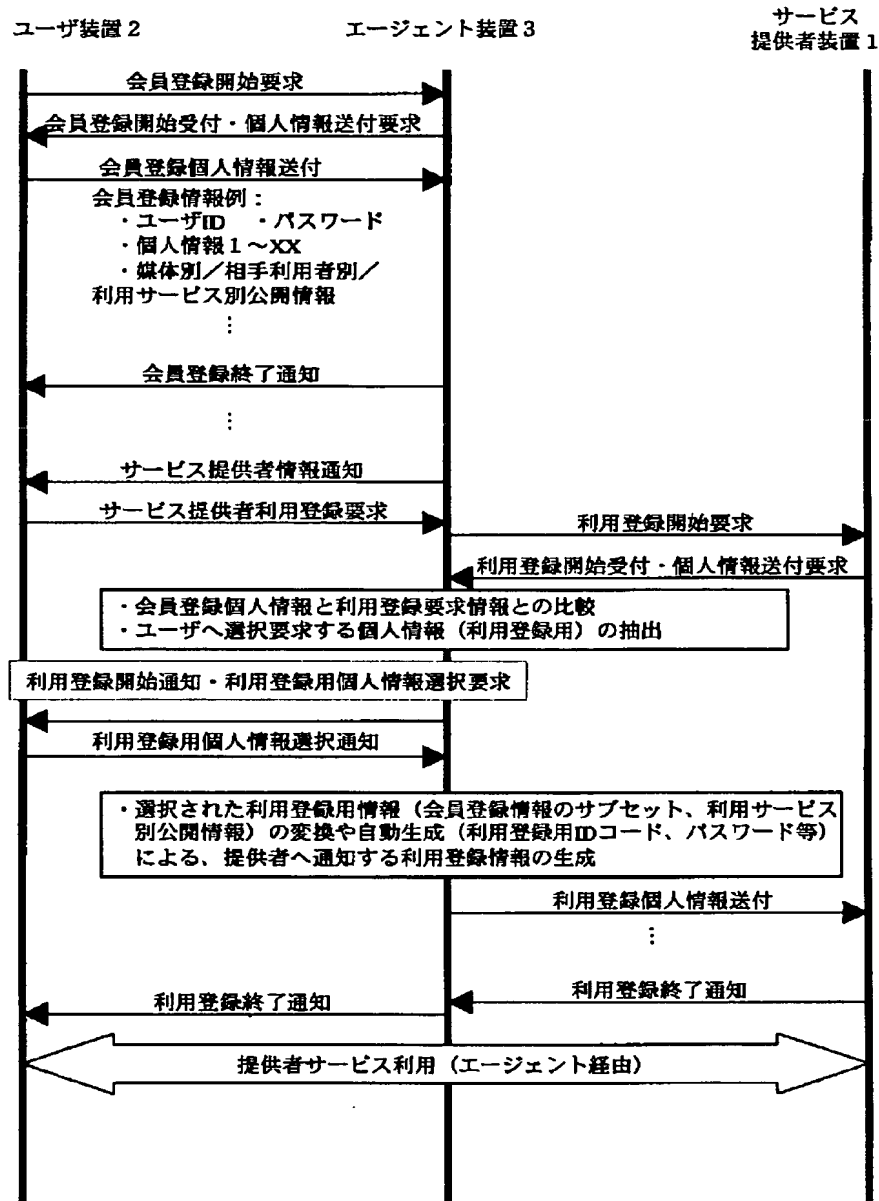 ユーザ装置2
エージェント装置3
サービス
提供者装置1
会員登録開始要求
会員登録開始受付・個人情報送付要求
会員登録個人情報送付
会員登録情報例:
・ユーザID ・パスワード
・個人情報1~XX
・媒体別/相手利用者別/
利用サービス別公開情報
⋮
会員登録終了通知
⋮
サービス提供者情報通知
サービス提供者利用登録要求
利用登録開始要求
利用登録開始受付・個人情報送付要求
・会員登録個人情報と利用登録要求情報との比較
・ユーザへ選択要求する個人情報(利用登録用)の抽出
利用登録開始通知・利用登録用個人情報選択要求
利用登録用個人情報選択通知
・選択された利用登録用情報(会員登録情報のサブセット、利用サービス
別公開情報)の変換や自動生成(利用登録用IDコード、パスワード等)
による、提供者へ通知する利用登録情報の生成
利用登録個人情報送付
⋮
利用登録終了通知
利用登録終了通知
提供者サービス利用(エージェント経由)